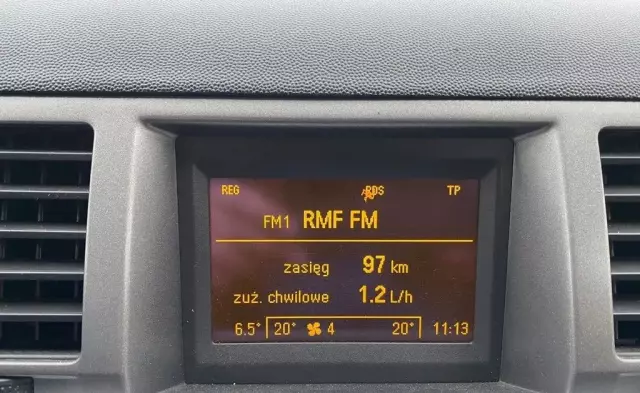 REG RDS TP
FM1 RMF FM
zasięg 97 km
zuż. chwilowe 1.2 L/h
6.5° 20° 4 20° 11:13